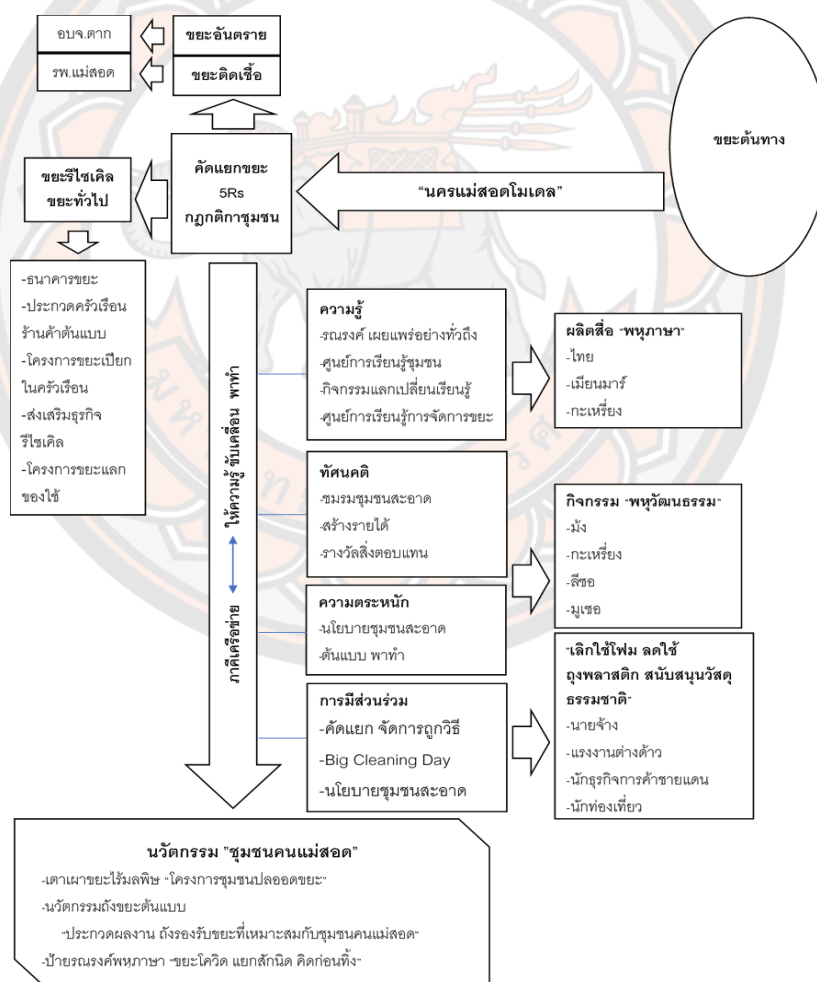 อบจ.ตาก
ขยะอันตราย
รพ.แม่สอด
ขยะติดเชื้อ
ขยะต้นทาง
ขยะรีไซเคิล
ขยะทั่วไป
คัดแยกขยะ
5Rs
กฎกติกาชุมชน
"นครแม่สอดโมเดล"
-ธนาคารขยะ
-ประกวดครัวเรือน
ร้านค้าต้นแบบ
-โครงการขยะเปียก
ในครัวเรือน
-ส่งเสริมธุรกิจ
รีไซเคิล
-โครงการขยะแลก
ของใช้
ภาคีเครือข่าย
ให้ความรู้ ขับเคลื่อน พาทำ
ความรู้
-รณรงค์ เผยแพร่อย่างทั่วถึง
-ศูนย์การเรียนรู้ชุมชน
-กิจกรรมแลกเปลี่ยนเรียนรู้
-ศูนย์การเรียนรู้การจัดการขยะ
ผลิตสื่อ "พหุภาษา"
-ไทย
-เมียนมาร์
-กะเหรี่ยง
ทัศนคติ
-ชมรมชุมชนสะอาด
-สร้างรายได้
-รางวัลสิ่งตอบแทน
ความตระหนัก
-นโยบายชุมชนสะอาด
-ต้นแบบ พาทำ
กิจกรรม "พหุวัฒนธรรม"
-ม้ง
-กะเหรี่ยง
-ลีซอ
-มูเซอ
การมีส่วนร่วม
-คัดแยก จัดการถูกวิธี
-Big Cleaning Day
-นโยบายชุมชนสะอาด
"เลิกใช้โฟม ลดใช้
ถุงพลาสติก สนับสนุนวัสดุ
ธรรมชาติ"
-นายจ้าง
-แรงงานต่างด้าว
-นักธุรกิจการค้าชายแดน
-นักท่องเที่ยว
นวัตกรรม "ชุมชนคนแม่สอด"
-เตาเผาขยะไร้มลพิษ "โครงการชุมชนปลออดขยะ"
-นวัตกรรมถังขยะต้นแบบ
"ประกวดผลงาน ถังรองรับขยะที่เหมาะสมกับชุมชนคนแม่สอด"
-ป้ายรณรงค์พหุภาษา "ขยะโควิด แยกสักนิด คิดก่อนทิ้ง"